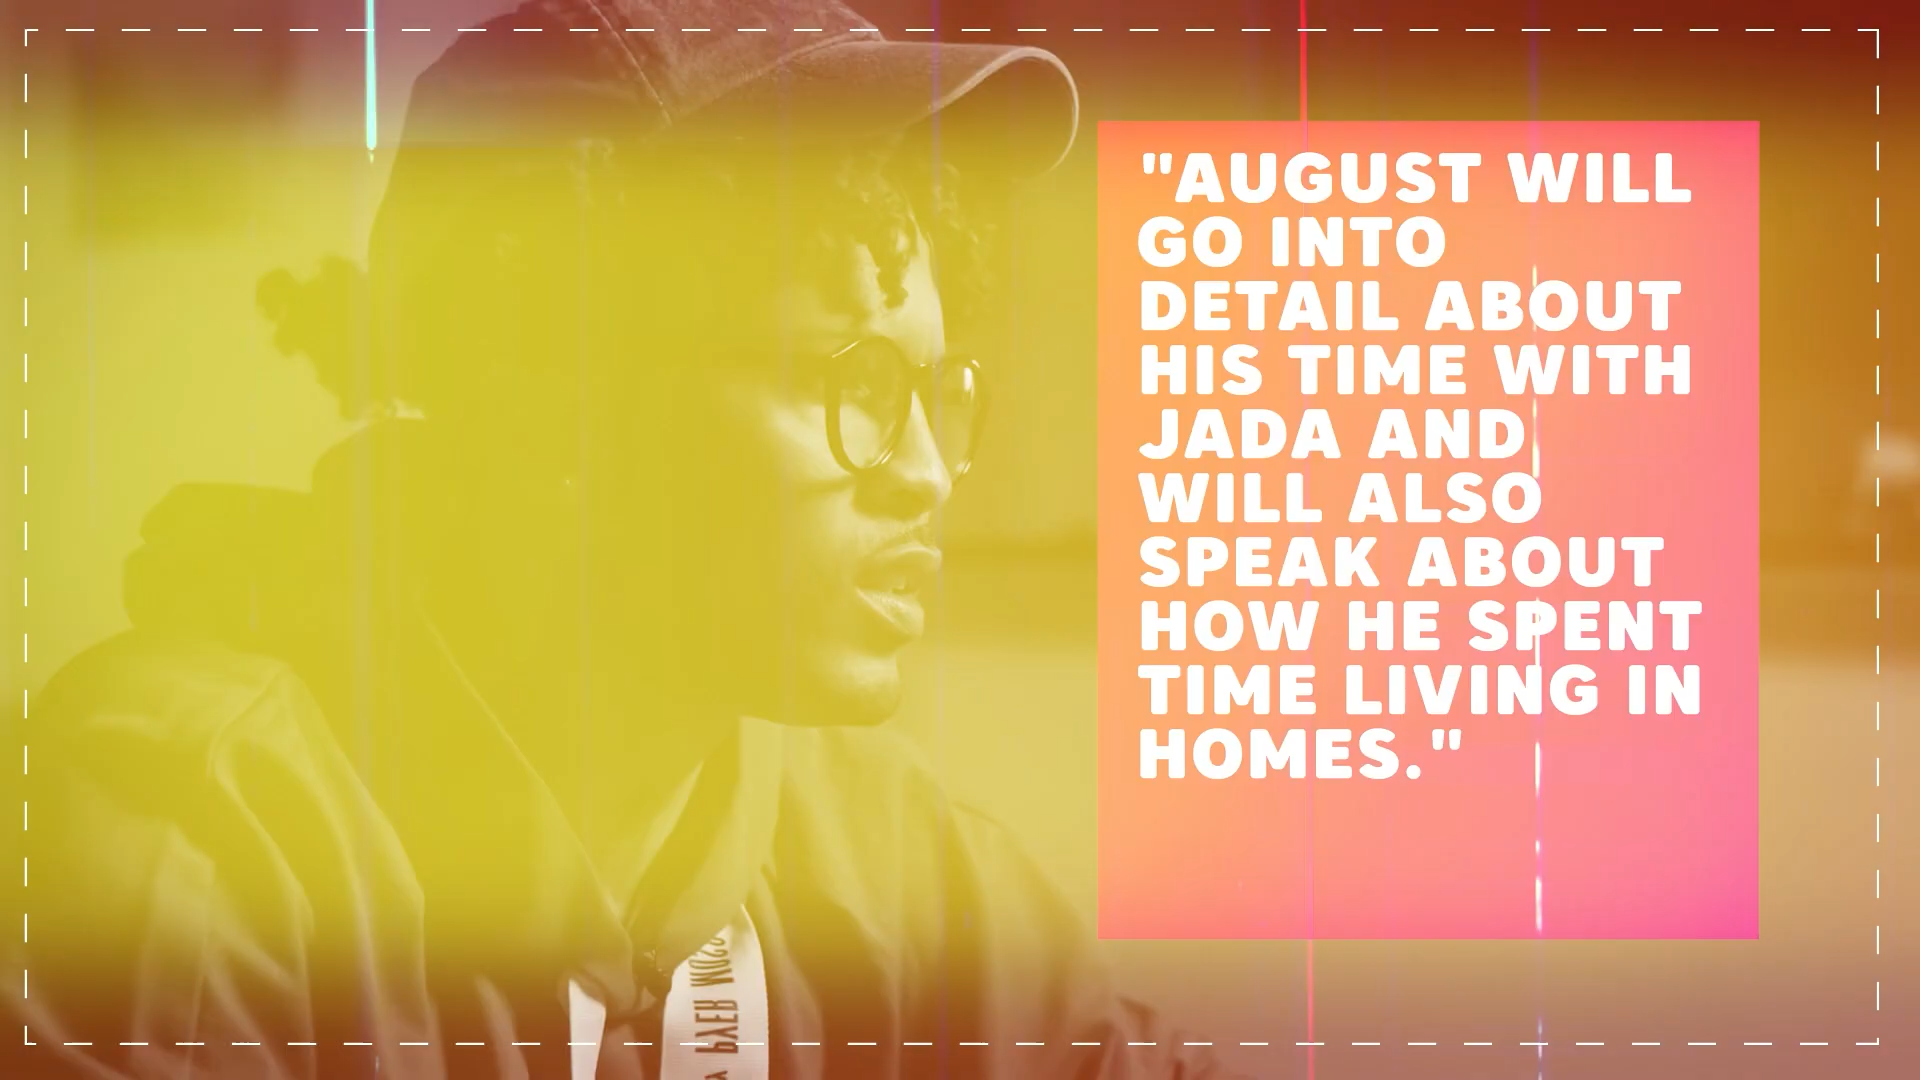 "AUGUST WILL
GO INTO
DETAIL ABOUT
HIS TIME WITH
JADA AND
WILL ALSO
SPEAK ABOUT
HOW HE SPENT
TIME LIVING IN
HOMES."